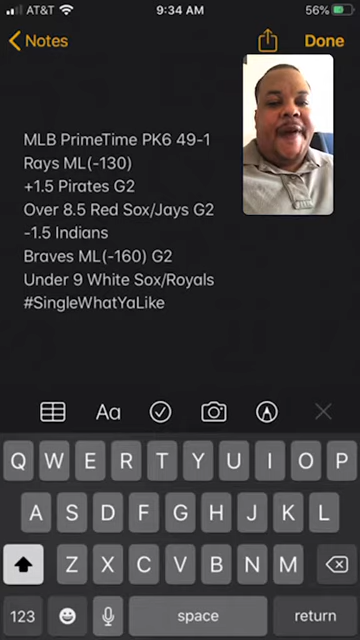 AT&T 9:34 AM 56%
Notes Done
MLB PrimeTime PK6 49-1
Rays ML(-130)
+1.5 Pirates G2
Over 8.5 Red Sox/Jays G2
-1.5 Indians
Braves ML(-160) G2
Under 9 White Sox/Royals
#SingleWhatYaLike
Aa
Q W E R T Y U I O P
A S D F G H J K L
Z X C V B N M
123 space return